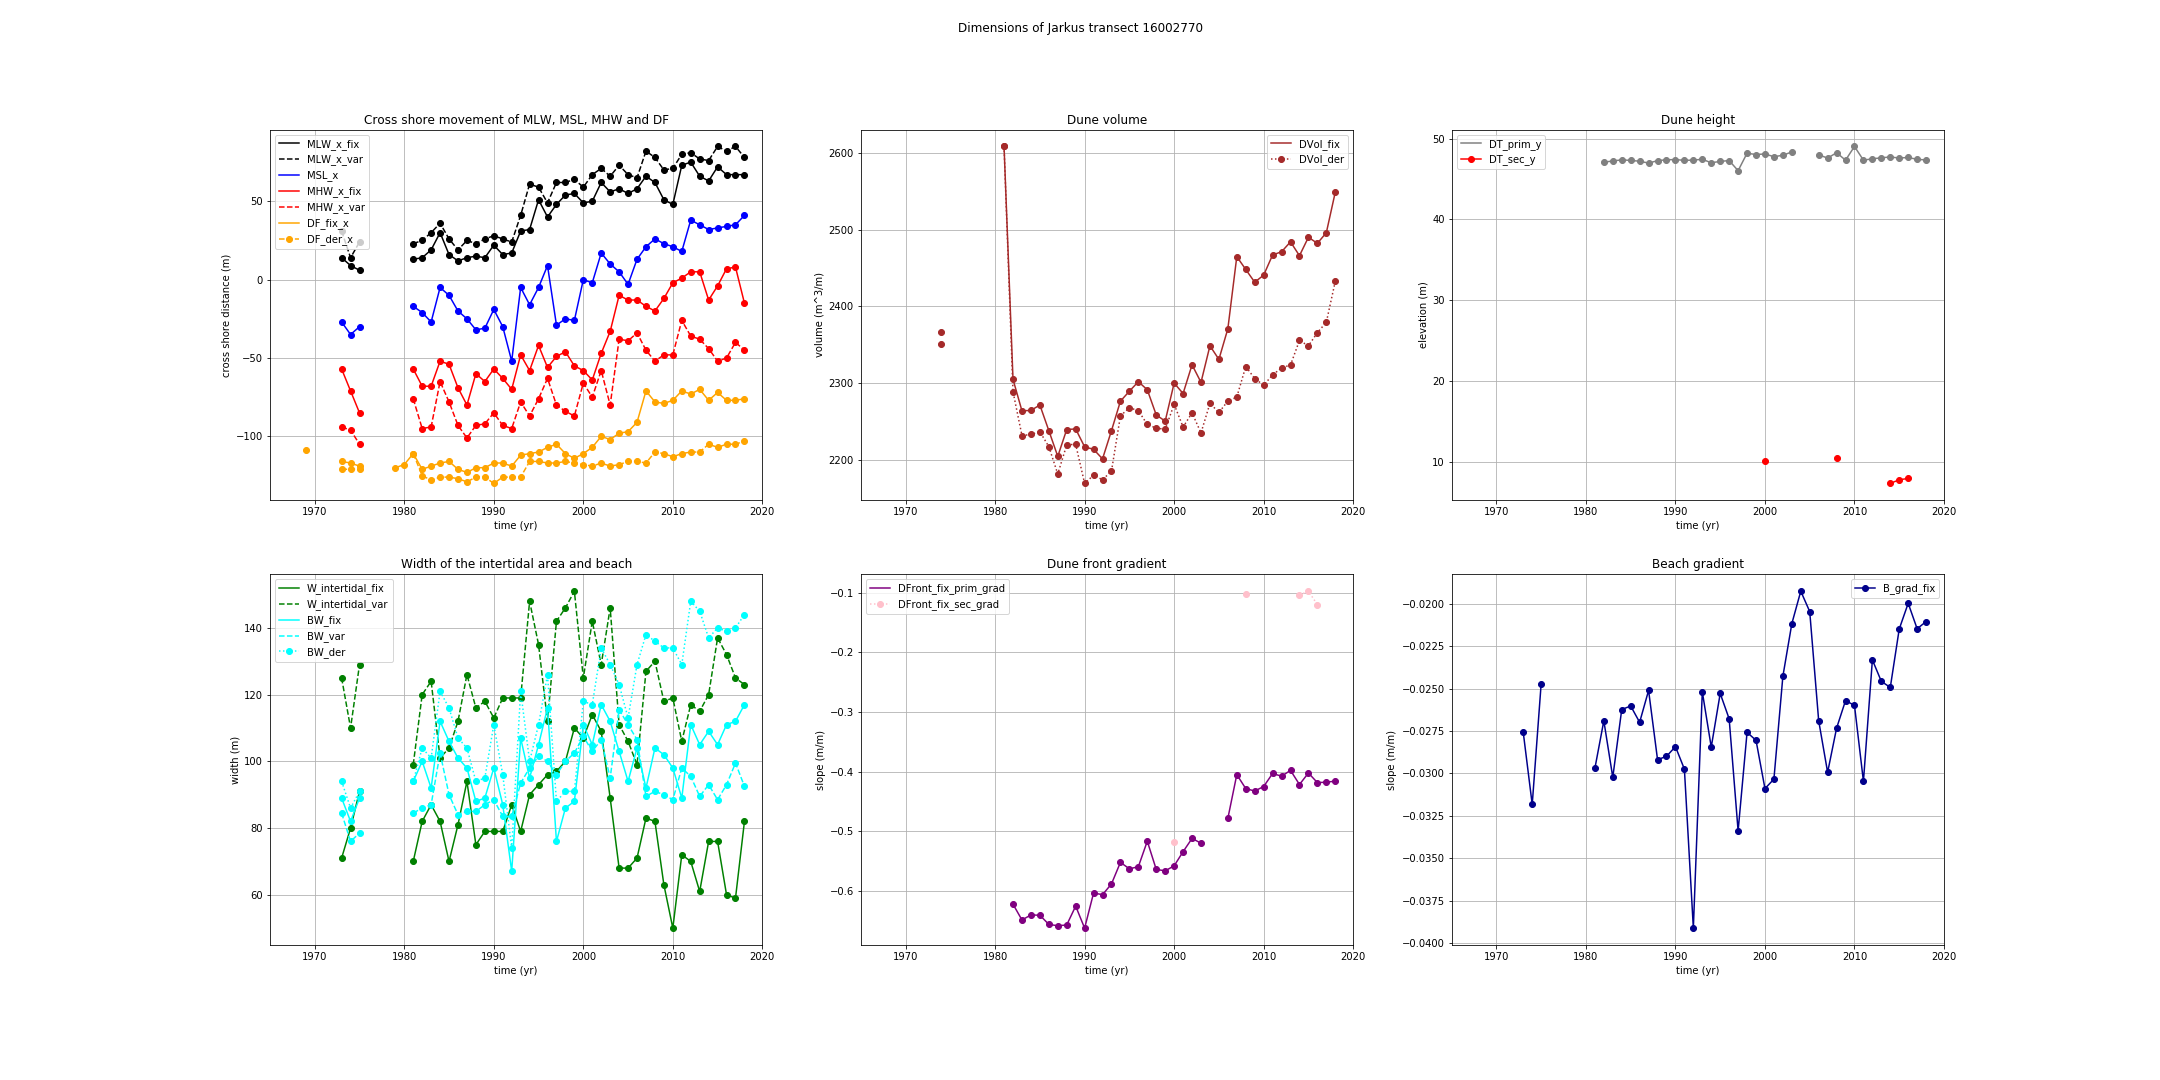 Dimensions of Jarkus transect 16002770
Cross shore movement of MLW, MSL, MHW and DF
MLW_x_fix
MLW_x_var
MSL_x
MHW_x_fix
MHW_x_var
DF_fix_x
DF_der_x
50
0
−50
−100
cross shore distance (m)
1970 1980 1990 2000 2010 2020
time (yr)
Dune volume
DVol_fix
DVol_der
2600
2500
2400
2300
2200
volume (m^3/m)
1970 1980 1990 2000 2010 2020
time (yr)
Dune height
DT_prim_y
DT_sec_y
50
40
30
20
10
elevation (m)
1970 1980 1990 2000 2010 2020
time (yr)
Width of the intertidal area and beach
W_intertidal_fix
W_intertidal_var
BW_fix
BW_var
BW_der
140
120
100
80
60
width (m)
1970 1980 1990 2000 2010 2020
time (yr)
Dune front gradient
DFront_fix_prim_grad
DFront_fix_sec_grad
−0.1
−0.2
−0.3
−0.4
−0.5
−0.6
slope (m/m)
1970 1980 1990 2000 2010 2020
time (yr)
Beach gradient
B_grad_fix
−0.0200
−0.0225
−0.0250
−0.0275
−0.0300
−0.0325
−0.0350
−0.0375
−0.0400
slope (m/m)
1970 1980 1990 2000 2010 2020
time (yr)